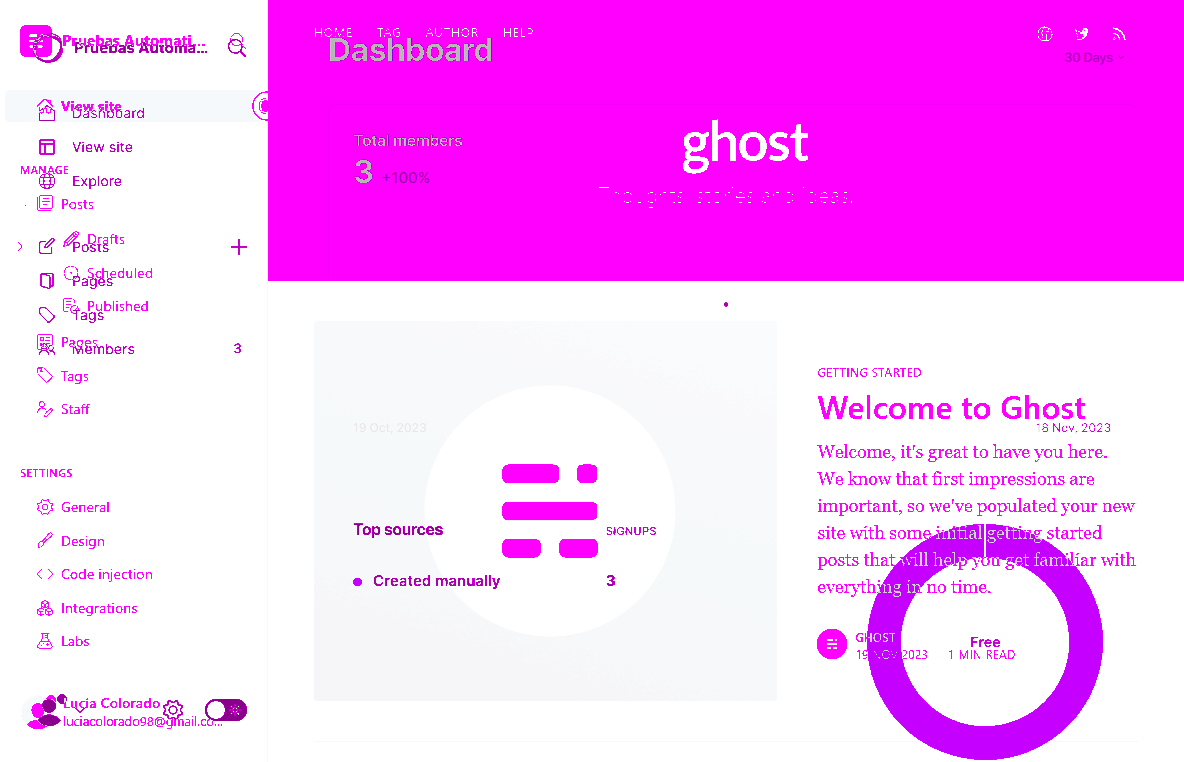 Pruebas Automati...
Pruebas Automa...
View site
Dashboard
View site
MANAGE
Explore
Posts
Drafts
Posts
Scheduled
Pages
Published
Tags
Pages
Members 3
Tags
Staff
SETTINGS
General
Design
Code injection
Integrations
Labs
Lucia Colorado
luciacolorado98@gmail.co...
HOME TAG AUTHOR HELP
Dashboard
30 Days
Total members
3 +100%
ghost
Thoughts, stories and ideas.
19 Oct, 2023
Top sources SIGNUPS
Created manually 3
GETTING STARTED
Welcome to Ghost
18 Nov, 2023
Welcome, it's great to have you here.
We know that first impressions are
important, so we've populated your new
site with some initial getting started
posts that will help you get familiar with
everything in no time.
GHOST
19 NOV 2023 1 MIN READ
Free